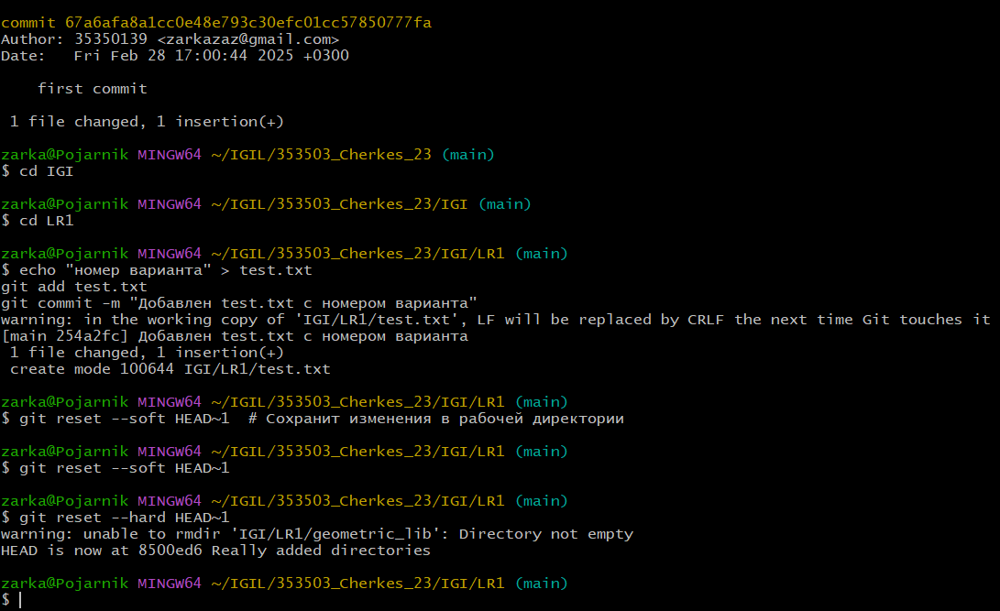 commit 67a6afa8a1cc0e48e793c30efc01cc57850777fa
Author: 35350139 <zarkazaz@gmail.com>
Date:   Fri Feb 28 17:00:44 2025 +0300

    first commit

 1 file changed, 1 insertion(+)

zarka@Pojarnik MINGW64 ~/IGIL/353503_Cherkes_23 (main)
$ cd IGI

zarka@Pojarnik MINGW64 ~/IGIL/353503_Cherkes_23/IGI (main)
$ cd LR1

zarka@Pojarnik MINGW64 ~/IGIL/353503_Cherkes_23/IGI/LR1 (main)
$ echo "номер варианта" > test.txt
git add test.txt
git commit -m "Добавлен test.txt с номером варианта"
warning: in the working copy of 'IGI/LR1/test.txt', LF will be replaced by CRLF the next time Git touches it
[main 254a2fc] Добавлен test.txt с номером варианта
 1 file changed, 1 insertion(+)
 create mode 100644 IGI/LR1/test.txt

zarka@Pojarnik MINGW64 ~/IGIL/353503_Cherkes_23/IGI/LR1 (main)
$ git reset --soft HEAD~1  # Сохранит изменения в рабочей директории

zarka@Pojarnik MINGW64 ~/IGIL/353503_Cherkes_23/IGI/LR1 (main)
$ git reset --soft HEAD~1

zarka@Pojarnik MINGW64 ~/IGIL/353503_Cherkes_23/IGI/LR1 (main)
$ git reset --hard HEAD~1
warning: unable to rmdir 'IGI/LR1/geometric_lib': Directory not empty
HEAD is now at 8500ed6 Really added directories

zarka@Pojarnik MINGW64 ~/IGIL/353503_Cherkes_23/IGI/LR1 (main)
$